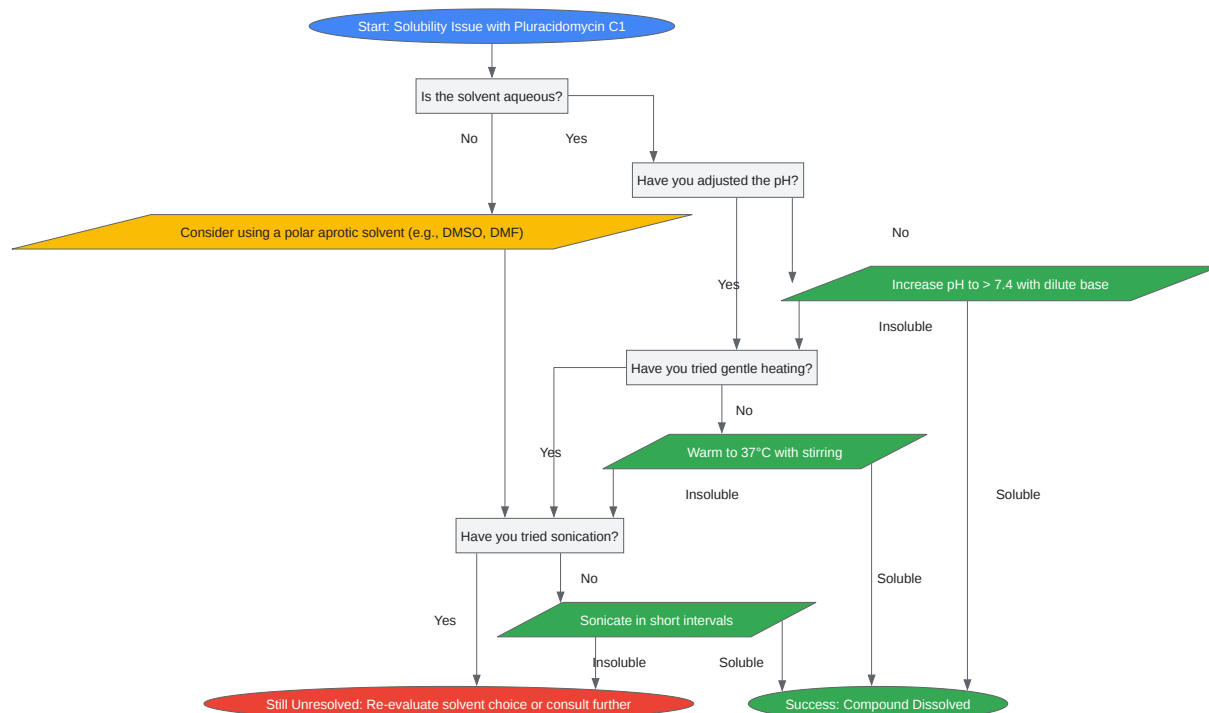 Start: Solubility Issue with Pluracidomycin C1
Is the solvent aqueous?
No
Yes
Have you adjusted the pH?
Consider using a polar aprotic solvent (e.g., DMSO, DMF)
No
Yes
Increase pH to > 7.4 with dilute base
Insoluble
Have you tried gentle heating?
No
Yes
Warm to 37°C with stirring
Insoluble
Soluble
Have you tried sonication?
No
Soluble
Yes
Sonicate in short intervals
Insoluble
Soluble
Still Unresolved: Re-evaluate solvent choice or consult further
Success: Compound Dissolved